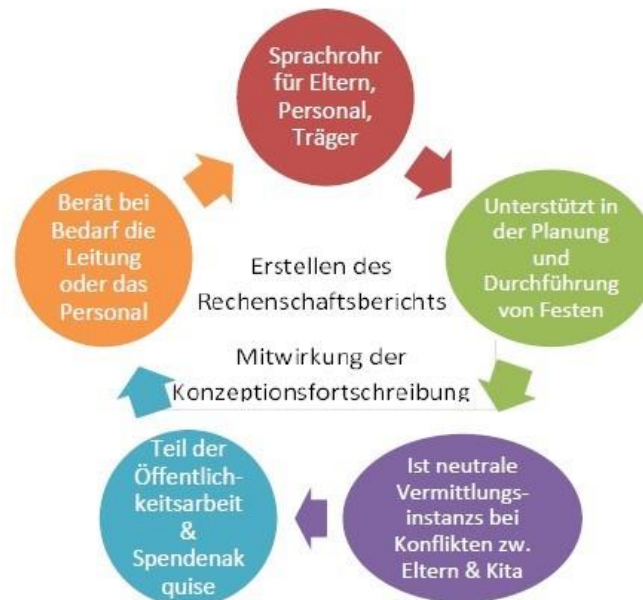 Sprachrohr
für Eltern,
Personal,
Träger
Unterstützt in
der Planung
und
Durchführung
von Festen
Ist neutrale
Vermittlungs-
instanzs bei
Konflikten zw.
Eltern & Kita
Teil der
Öffentlich-
keitsarbeit
&
Spendenak
quise
Berät bei
Bedarf die
Leitung
oder das
Personal
Erstellen des
Rechenschaftsberichts
Mitwirkung der
Konzeptionsfortschreibung